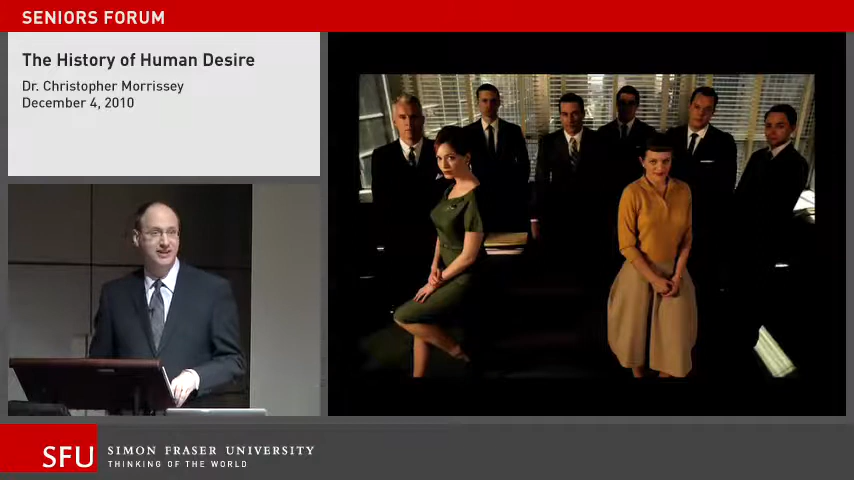 SENIORS FORUM
The History of Human Desire
Dr. Christopher Morrissey
December 4, 2010
SFU
SIMON FRASER UNIVERSITY
THINKING OF THE WORLD